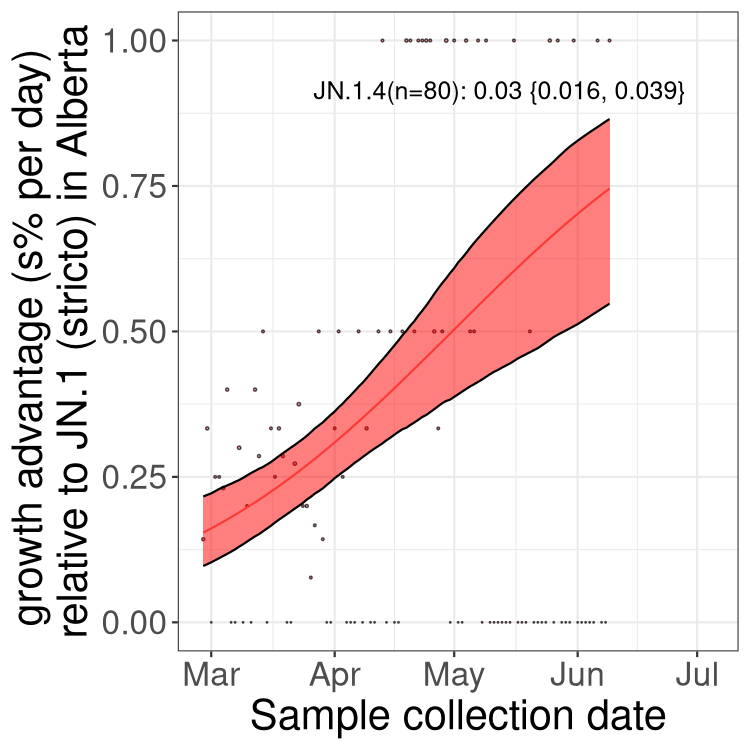 growth advantage (s% per day)
relative to JN.1 (stricto) in Alberta
1.00
0.75
0.50
0.25
0.00
JN.1.4(n=80): 0.03 {0.016, 0.039}
Mar Apr May Jun Jul
Sample collection date